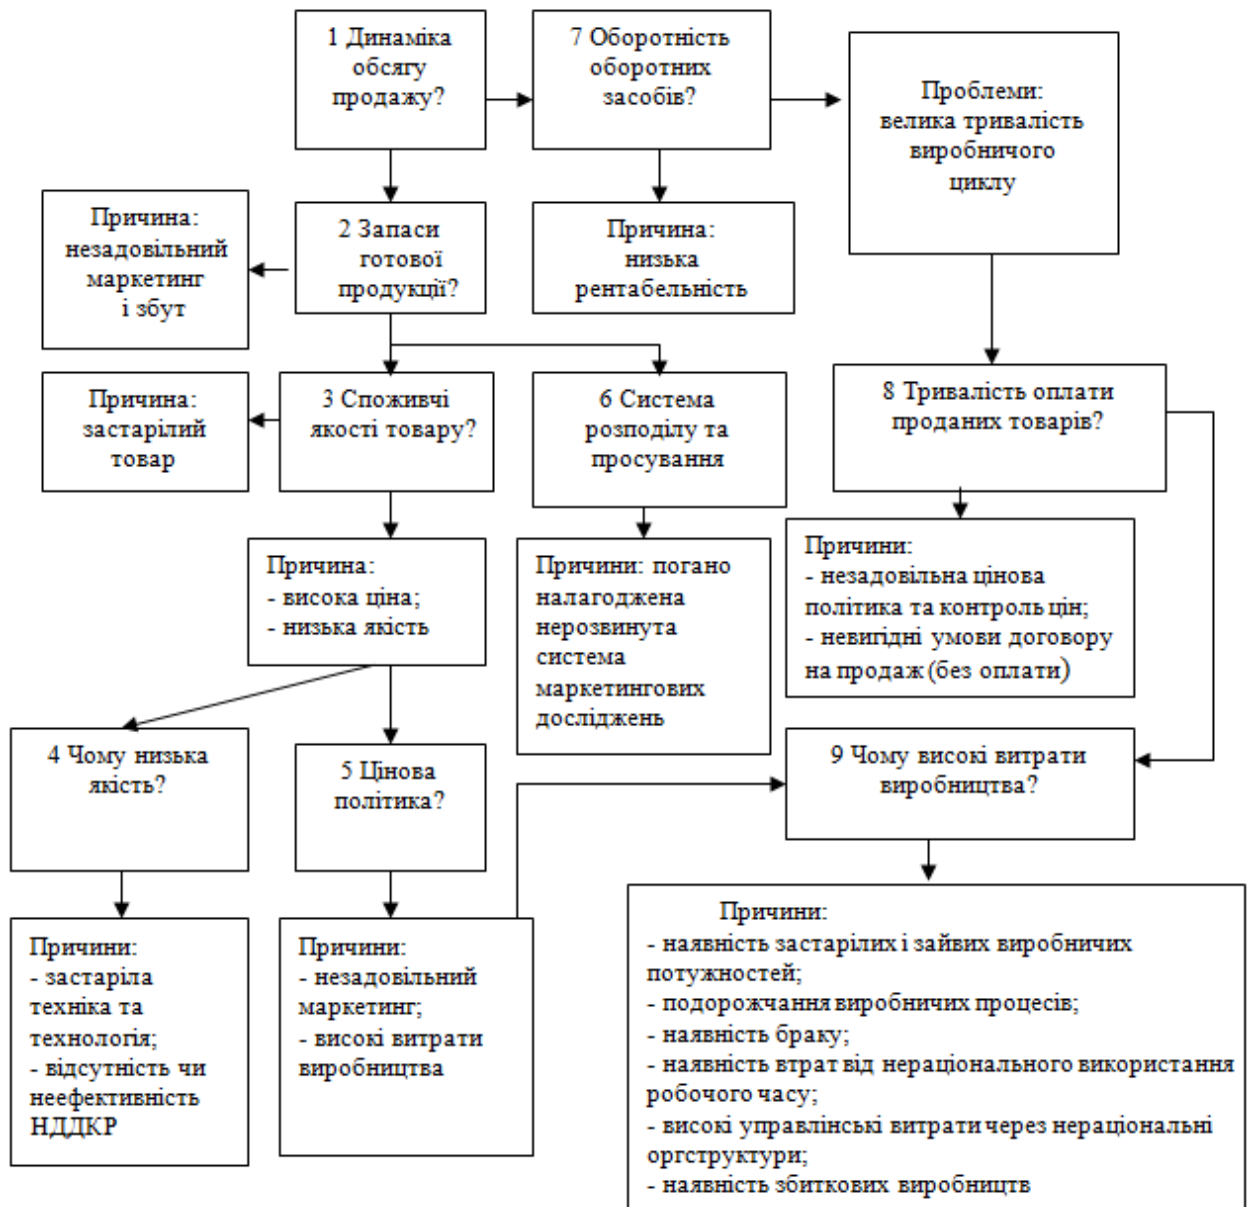 1 Динаміка
обсягу
продажу?
7 Оборотність
оборотних
засобів?
Проблеми:
велика тривалість
виробничого
циклу
Причина:
незадовільний
маркетинг
і збут
2 Запаси
готової
продукції?
Причина:
низька
рентабельність
Причина:
застарілий
товар
3 Споживчі
якості товару?
6 Система
розподілу та
просування
8 Тривалість оплати
проданих товарів?
Причина:
- висока ціна;
- низька якість
Причини: погано
налагоджена
нерозвинута
система
маркетингових
досліджень
Причини:
- незадовільна цінова
політика та контроль цін;
- невигідні умови договору
на продаж (без оплати)
4 Чому низька
якість?
5 Цінова
політика?
9 Чому високі витрати
виробництва?
Причини:
- застаріла
техніка та
технологія;
- відсутність чи
неефективність
НДДКР
Причини:
- незадовільний
маркетинг;
- високі витрати
виробництва
Причини:
- наявність застарілих і зайвих виробничих
потужностей;
- подорожчання виробничих процесів;
- наявність браку;
- наявність втрат від нераціонального використання
робочого часу;
- високі управлінські витрати через нераціональні
оргструктури;
- наявність збиткових виробництв